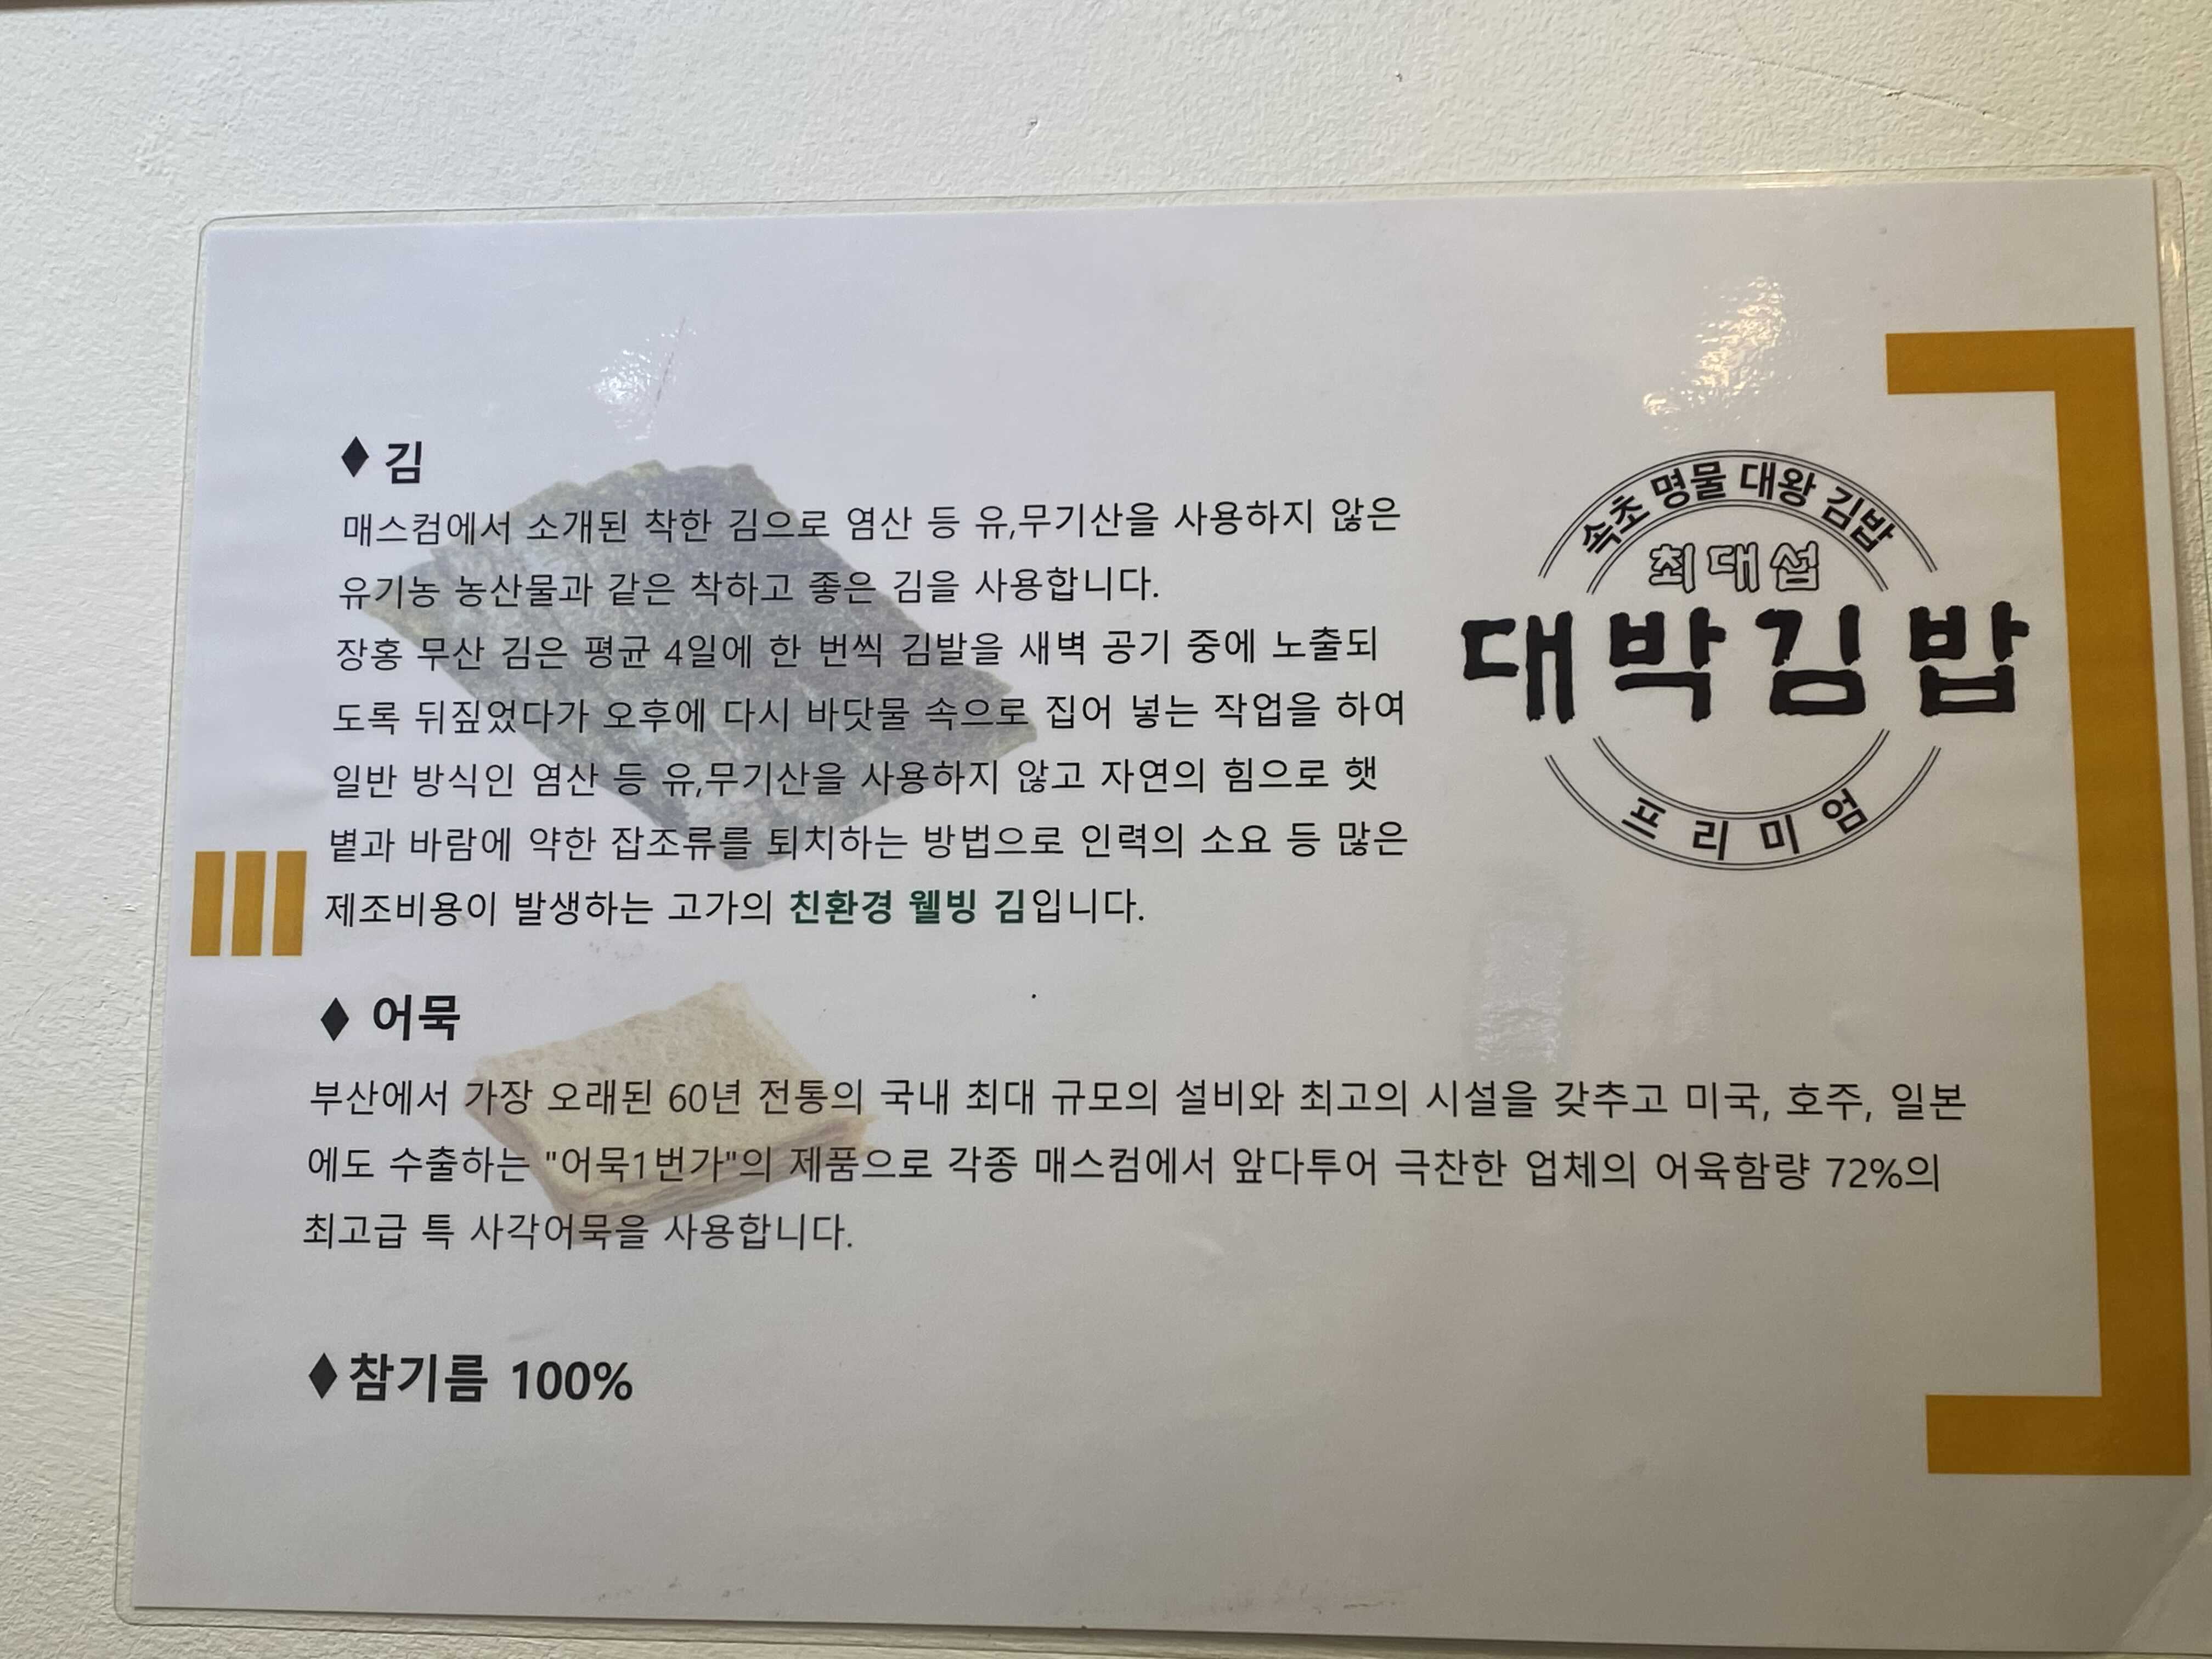 ◆ 김
매스컴에서 소개된 착한 김으로 염산 등 유,무기산을 사용하지 않은
유기농 농산물과 같은 착하고 좋은 김을 사용합니다.
장흥 무산 김은 평균 4일에 한 번씩 김발을 새벽 공기 중에 노출되
도록 뒤짚었다가 오후에 다시 바닷물 속으로 집어 넣는 작업을 하여
일반 방식인 염산 등 유,무기산을 사용하지 않고 자연의 힘으로 햇
볕과 바람에 약한 잡조류를 퇴치하는 방법으로 인력의 소요 등 많은
제조비용이 발생하는 고가의 친환경 웰빙 김입니다.
속초 명물 대왕 김밥
최대섭
대박김밥
프리미엄
◆ 어묵
부산에서 가장 오래된 60년 전통의 국내 최대 규모의 설비와 최고의 시설을 갖추고 미국, 호주, 일본
에도 수출하는 "어묵1번가"의 제품으로 각종 매스컴에서 앞다투어 극찬한 업체의 어육함량 72%의
최고급 특 사각어묵을 사용합니다.
◆참기름 100%